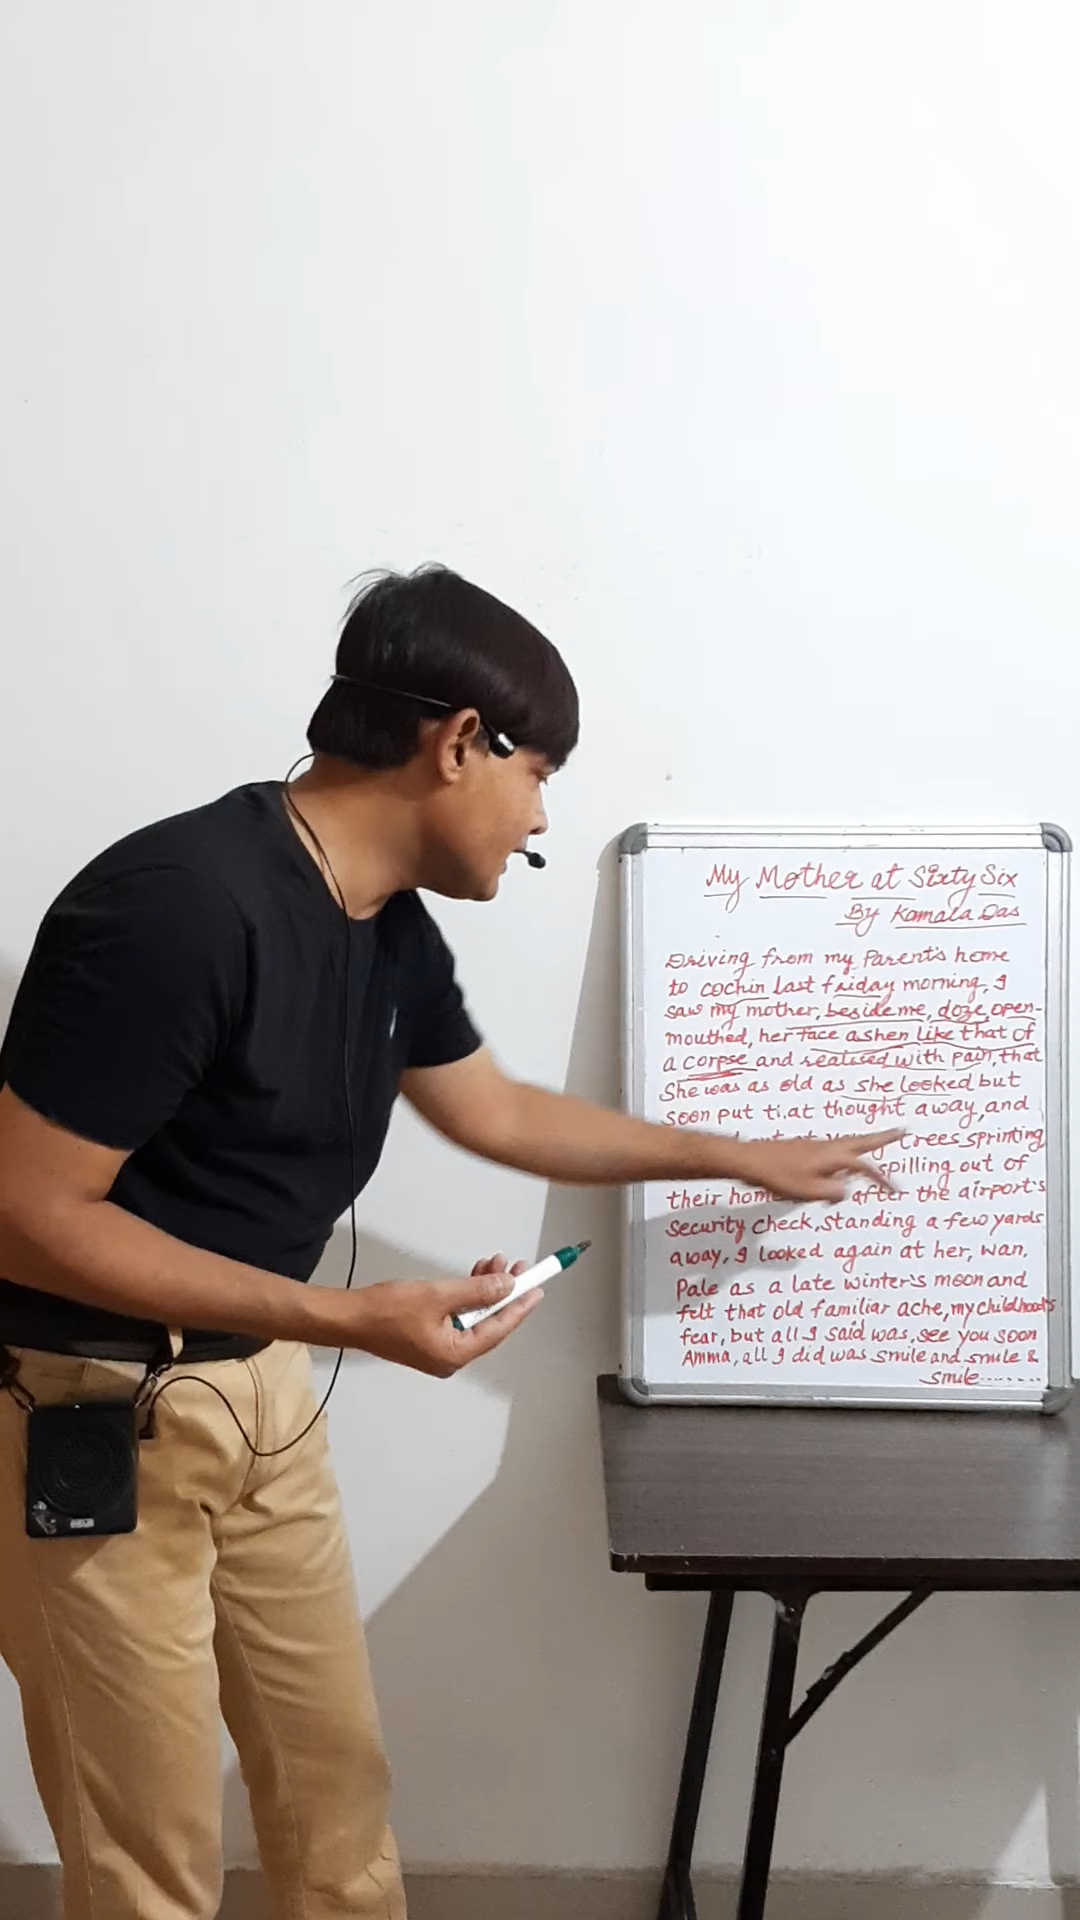 My Mother at Sixty Six
By Kamala Das
Driving from my Parent's home
to cochin last friday morning, I
saw my mother, beside me, doze, open-
mouthed, her face ashen like that of
a corpse and realised with pain, that
She was as old as she looked but
soon put that thought away, and
trees sprinting
spilling out of
their after the airport's
Security check, standing a few yards
away, I looked again at her, wan,
Pale as a late winter's moon and
felt that old familiar ache, my childhood's
fear, but all I said was, see you soon
Amma, all I did was smile and smile &
smile........